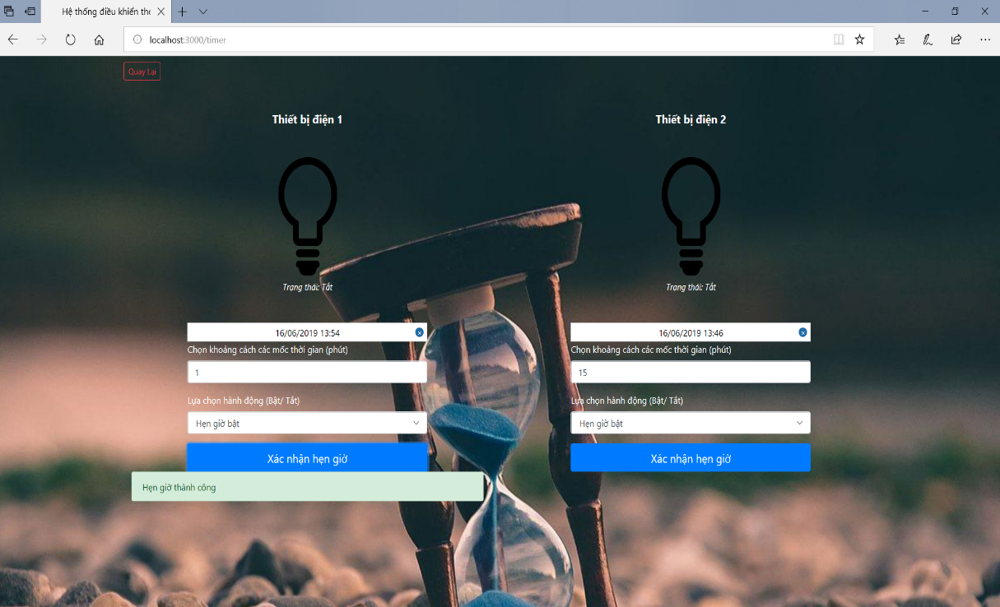 Hệ thống điều khiển thô
localhost:3000/timer
Quay Lại
Thiết bị điện 1
Trạng thái: Tắt
16/06/2019 13:54
Chọn khoảng cách các mốc thời gian (phút)
1
Lựa chọn hành động (Bật/ Tắt)
Hẹn giờ bật
Xác nhận hẹn giờ
Hẹn giờ thành công
Thiết bị điện 2
Trạng thái: Tắt
16/06/2019 13:46
Chọn khoảng cách các mốc thời gian (phút)
15
Lựa chọn hành động (Bật/ Tắt)
Hẹn giờ bật
Xác nhận hẹn giờ